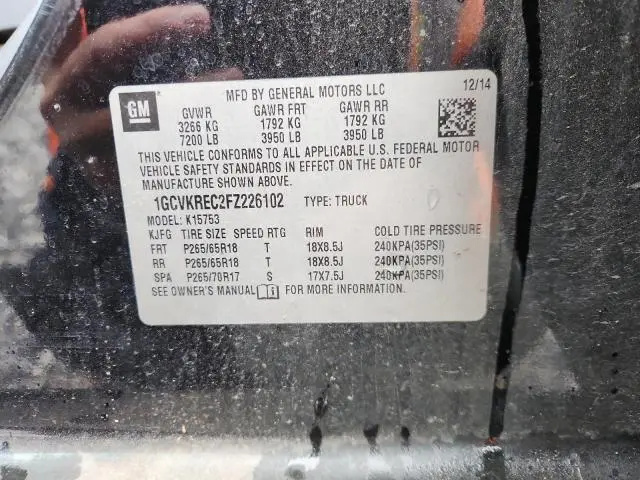 MFD BY GENERAL MOTORS LLC 12/14
GM
GVWR GAWR FRT GAWR RR
3266 KG 1792 KG 1792 KG
7200 LB 3950 LB 3950 LB
THIS VEHICLE CONFORMS TO ALL APPLICABLE U.S. FEDERAL MOTOR
VEHICLE SAFETY STANDARDS IN EFFECT ON THE DATE OF
MANUFACTURE SHOWN ABOVE.
1GCVKREC2FZ226102 TYPE: TRUCK
MODEL: K15753
KJFG TIRE SIZE SPEED RTG RIM COLD TIRE PRESSURE
FRT P265/65R18 T 18X8.5J 240KPA(35PSI)
RR P265/65R18 T 18X8.5J 240KPA(35PSI)
SPA P265/70R17 S 17X7.5J 240KPA(35PSI)
SEE OWNER'S MANUAL FOR MORE INFORMATION.